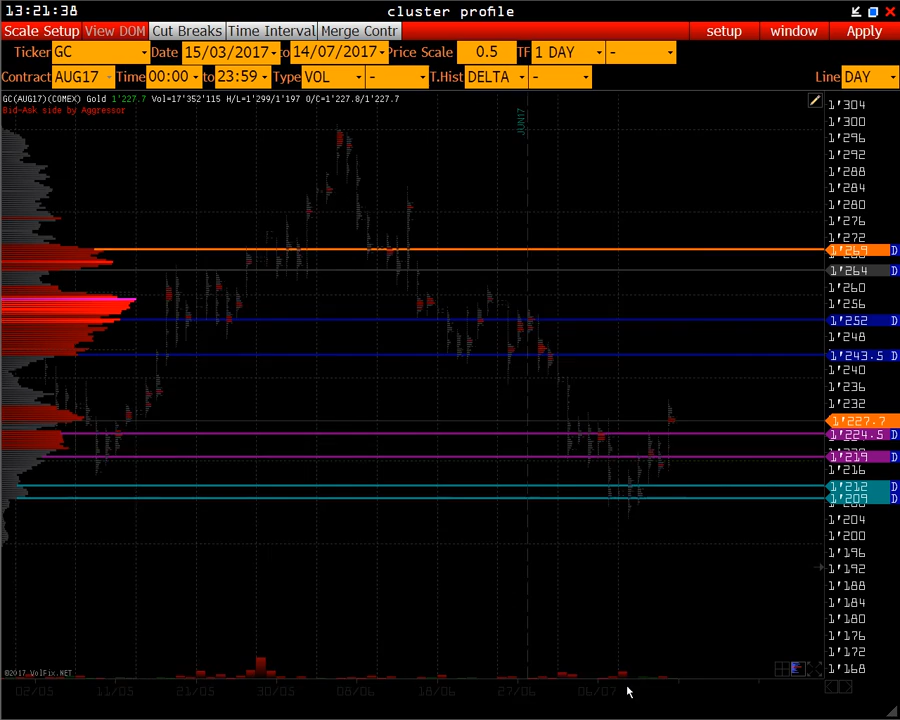 13:21:38 cluster profile
Scale Setup View DOM Cut Breaks Time Interval Merge Contr setup window Apply
Ticker GC Date 15/03/2017 to 14/07/2017 Price Scale 0.5 TF 1 DAY -
Contract AUG17 Time 00:00 to 23:59 Type VOL - T.Hist DELTA - Line DAY
GC(AUG17)(COMEX) Gold 1'227.7 Vol=17'352'115 H/L=1'299/1'197 O/C=1'227.8/1'227.7
Bid-Ask side by Aggressor
JUN17
1'304
1'300
1'296
1'292
1'288
1'284
1'280
1'276
1'272
1'269 D
1'264 D
1'260
1'256
1'252 D
1'248
1'243.5 D
1'240
1'236
1'232
1'227.7
1'224.5 D
1'219 D
1'216
1'212 D
1'209 D
1'204
1'200
1'196
1'192
1'188
1'184
1'180
1'176
1'172
1'168
©2017 VolFix.NET
02/05 11/05 21/05 30/05 08/06 18/06 27/06 06/07